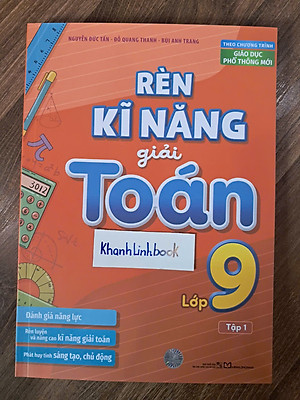 NGUYỄN ĐỨC TẤN - ĐỖ QUANG THANH - BÙI ANH TRANG
THEO CHƯƠNG TRÌNH
GIÁO DỤC
PHỔ THÔNG MỚI
RÈN
KĨ NĂNG
giải
Toán
3012
Khanhlinhbook
Lớp 9
Tập 1
Đánh giá năng lực
Rèn luyện
và nâng cao kĩ năng giải toán
Phát huy tính sáng tạo, chủ động